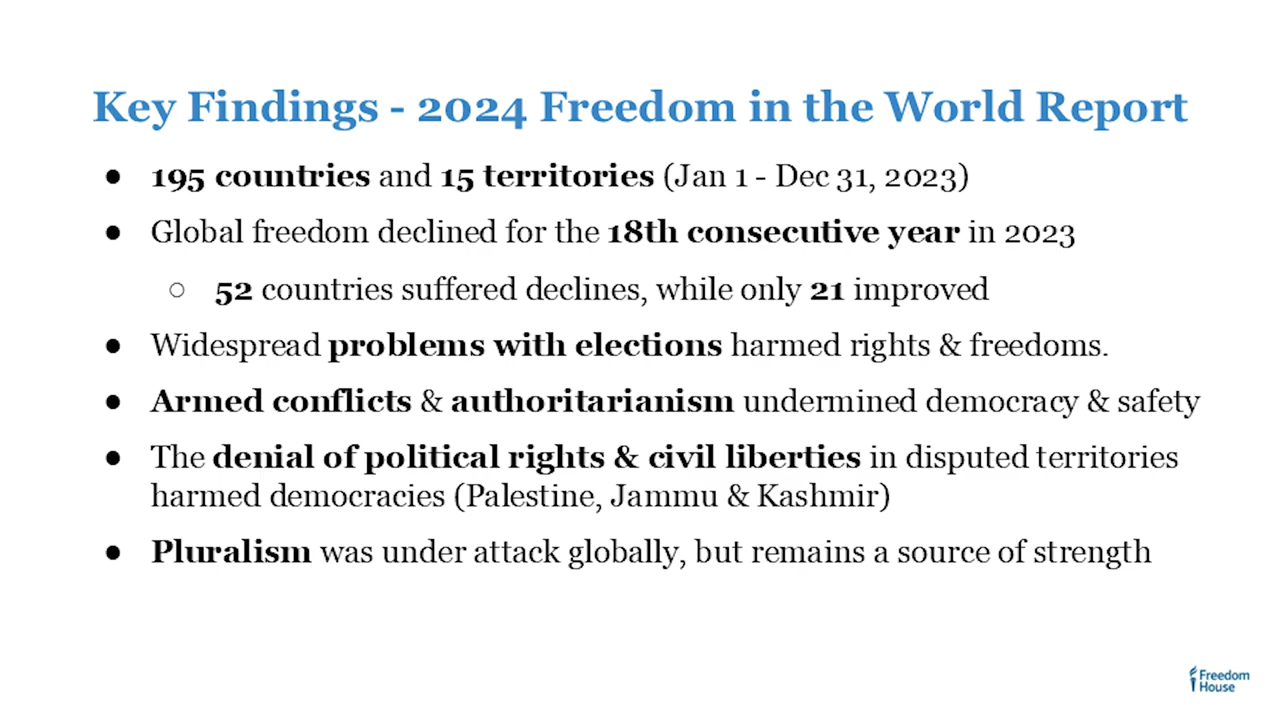 Key Findings - 2024 Freedom in the World Report
● 195 countries and 15 territories (Jan 1 - Dec 31, 2023)
● Global freedom declined for the 18th consecutive year in 2023
○ 52 countries suffered declines, while only 21 improved
● Widespread problems with elections harmed rights & freedoms.
● Armed conflicts & authoritarianism undermined democracy & safety
● The denial of political rights & civil liberties in disputed territories
harmed democracies (Palestine, Jammu & Kashmir)
● Pluralism was under attack globally, but remains a source of strength
Freedom
House